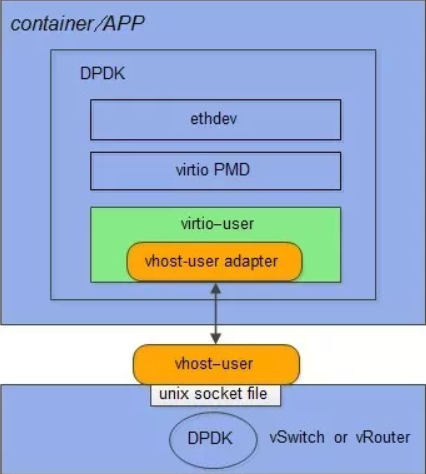 container/APP
DPDK
ethdev
virtio PMD
virtio-user
vhost-user adapter
vhost-user
unix socket file
DPDK vSwitch or vRouter